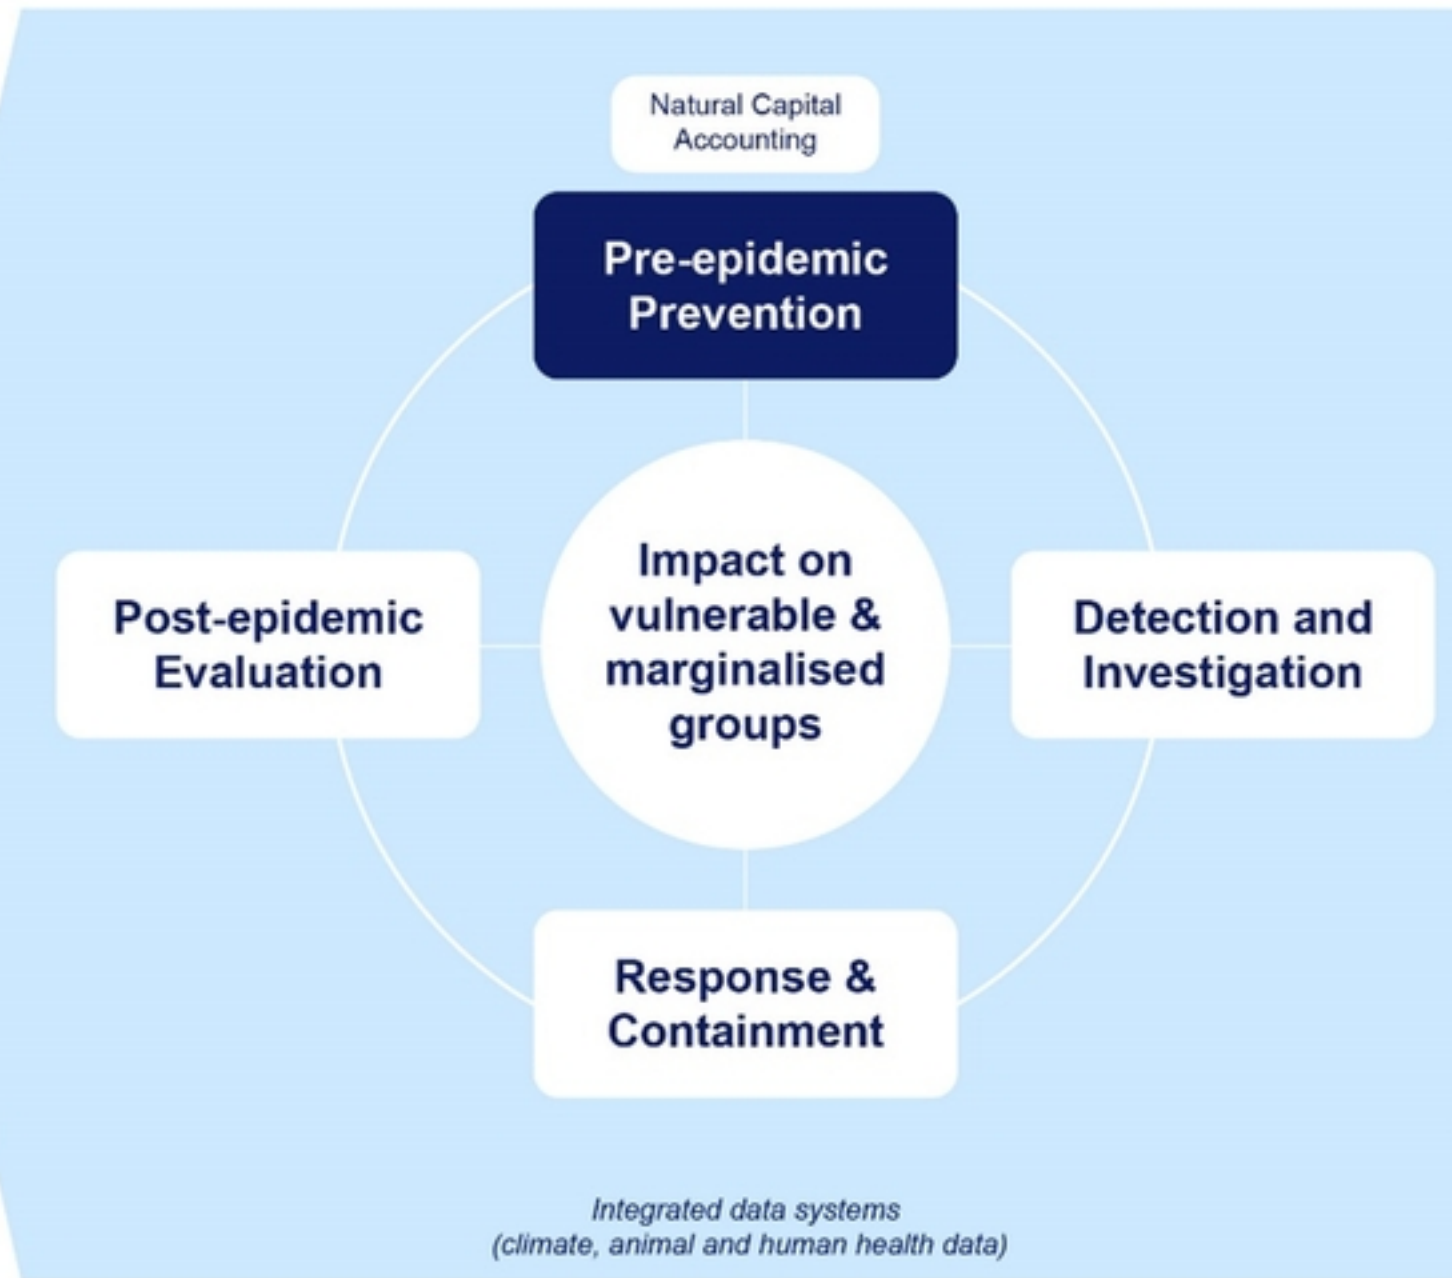 Natural Capital
Accounting
Pre-epidemic
Prevention
Impact on
vulnerable &
marginalised
groups
Post-epidemic
Evaluation
Detection and
Investigation
Response &
Containment
Integrated data systems
(climate, animal and human health data)